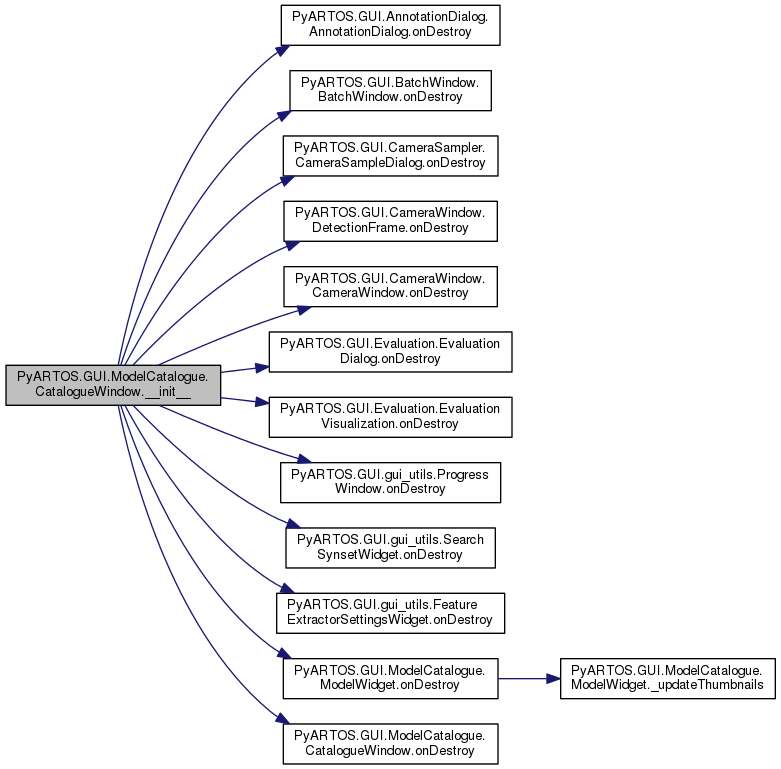 PyARTOS.GUI.AnnotationDialog.
AnnotationDialog.onDestroy
PyARTOS.GUI.BatchWindow.
BatchWindow.onDestroy
PyARTOS.GUI.CameraSampler.
CameraSampleDialog.onDestroy
PyARTOS.GUI.CameraWindow.
DetectionFrame.onDestroy
PyARTOS.GUI.CameraWindow.
CameraWindow.onDestroy
PyARTOS.GUI.Evaluation.Evaluation
Dialog.onDestroy
PyARTOS.GUI.ModelCatalogue.
CatalogueWindow.__init__
PyARTOS.GUI.Evaluation.Evaluation
Visualization.onDestroy
PyARTOS.GUI.gui_utils.Progress
Window.onDestroy
PyARTOS.GUI.gui_utils.Search
SynsetWidget.onDestroy
PyARTOS.GUI.gui_utils.Feature
ExtractorSettingsWidget.onDestroy
PyARTOS.GUI.ModelCatalogue.
ModelWidget.onDestroy
PyARTOS.GUI.ModelCatalogue.
ModelWidget._updateThumbnails
PyARTOS.GUI.ModelCatalogue.
CatalogueWindow.onDestroy